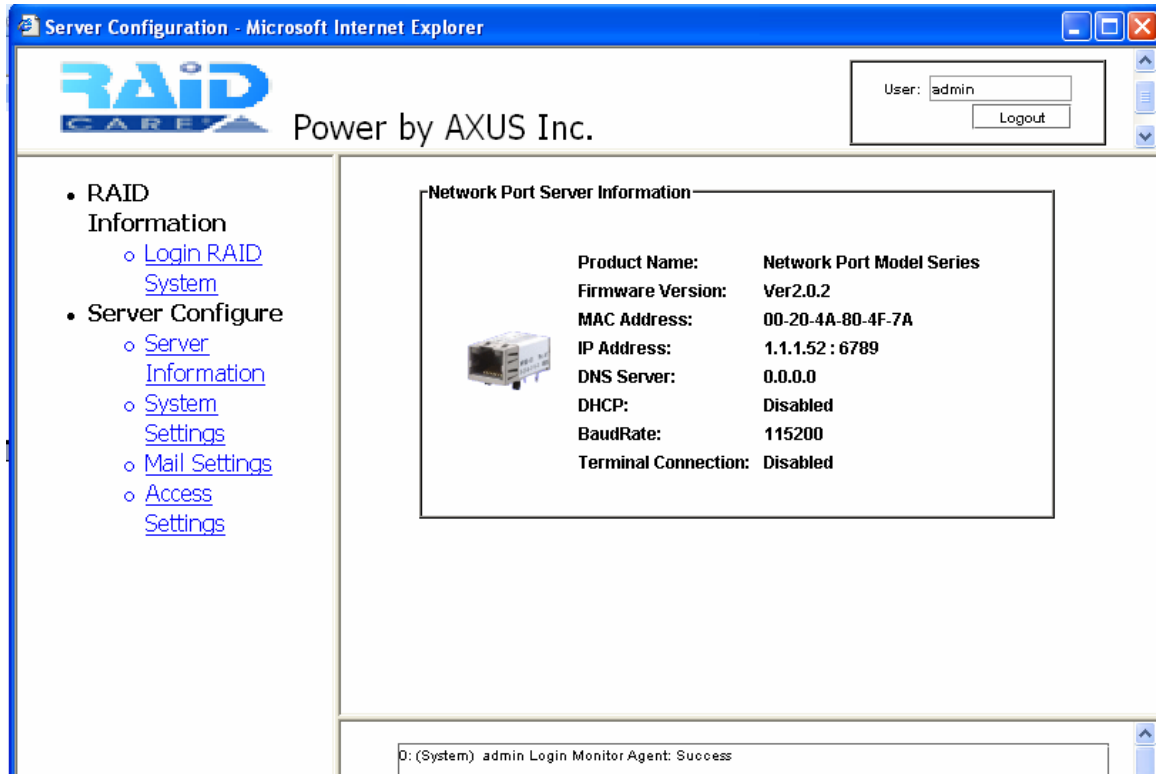 Server Configuration - Microsoft Internet Explorer
RAiD
CARE
Power by AXUS Inc.
User: admin
Logout
• RAID
Information
o Login RAID
System
• Server Configure
o Server
Information
o System
Settings
o Mail Settings
o Access
Settings
Network Port Server Information
Product Name: Network Port Model Series
Firmware Version: Ver2.0.2
MAC Address: 00-20-4A-80-4F-7A
IP Address: 1.1.1.52 : 6789
DNS Server: 0.0.0.0
DHCP: Disabled
BaudRate: 115200
Terminal Connection: Disabled
0: (System) admin Login Monitor Agent: Success